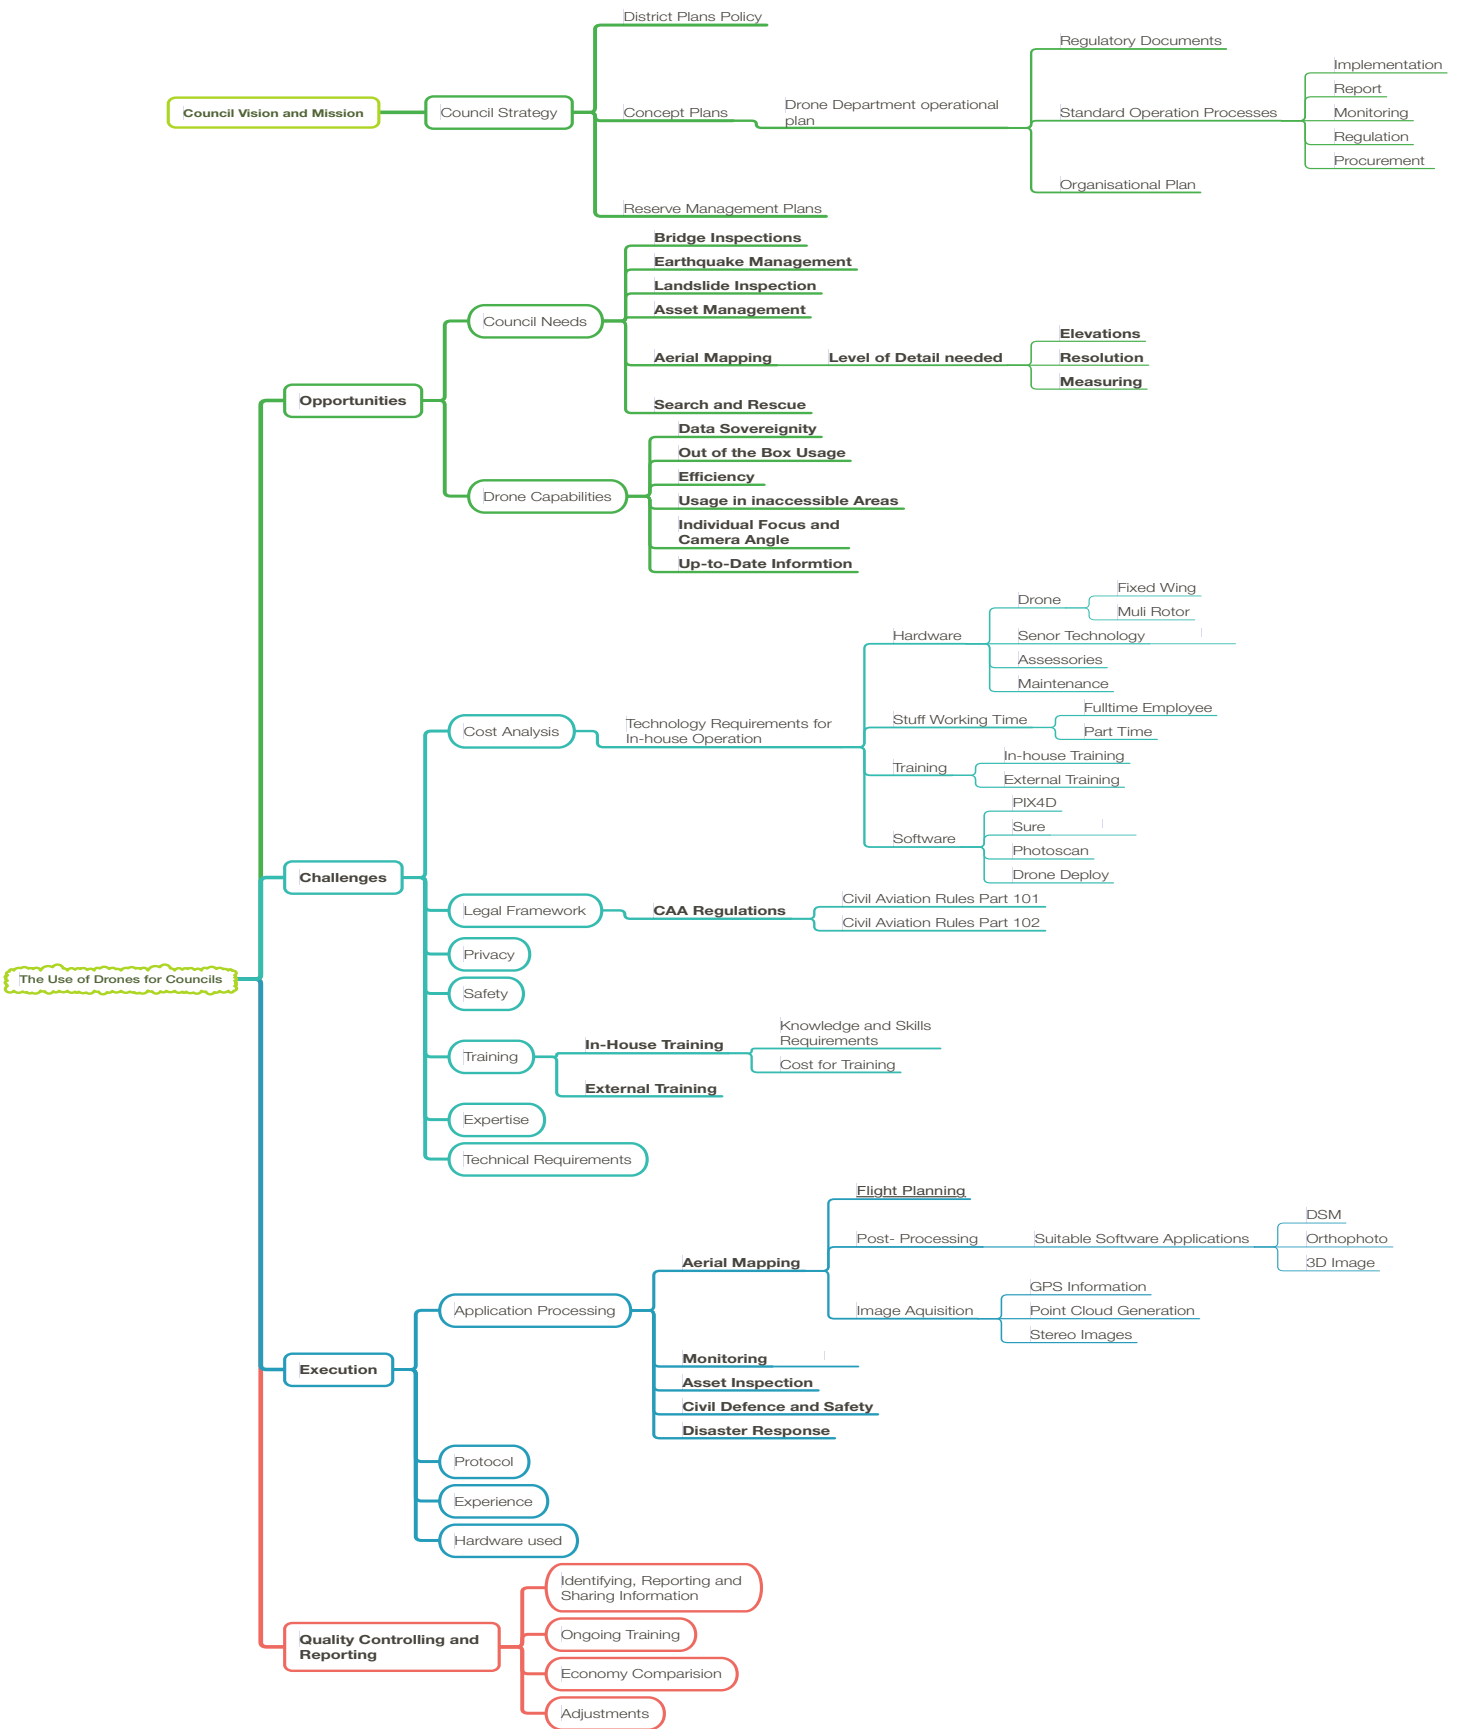 District Plans Policy
Regulatory Documents
Implementation
Report
Council Vision and Mission
Council Strategy
Concept Plans
Drone Department operational
plan
Standard Operation Processes
Monitoring
Regulation
Procurement
Organisational Plan
Reserve Management Plans
Bridge Inspections
Earthquake Management
Landslide Inspection
Asset Management
Council Needs
Elevations
Aerial Mapping
Level of Detail needed
Resolution
Measuring
Opportunities
Search and Rescue
Data Sovereignity
Out of the Box Usage
Efficiency
Drone Capabilities
Usage in inaccessible Areas
Individual Focus and
Camera Angle
Up-to-Date Informtion
Fixed Wing
Drone
Muli Rotor
Hardware
Senor Technology
Assessories
Maintenance
Fulltime Employee
Cost Analysis
Technology Requirements for
In-house Operation
Stuff Working Time
Part Time
In-house Training
Training
External Training
PIX4D
Sure
Software
Photoscan
Drone Deploy
Challenges
Legal Framework
CAA Regulations
Civil Aviation Rules Part 101
Civil Aviation Rules Part 102
Privacy
The Use of Drones for Councils
Safety
Knowledge and Skills
Requirements
In-House Training
Cost for Training
Training
External Training
Expertise
Technical Requirements
Flight Planning
DSM
Post- Processing
Suitable Software Applications
Orthophoto
Aerial Mapping
3D Image
GPS Information
Application Processing
Image Aquisition
Point Cloud Generation
Stereo Images
Monitoring
Execution
Asset Inspection
Civil Defence and Safety
Disaster Response
Protocol
Experience
Hardware used
Identifying, Reporting and
Sharing Information
Quality Controlling and
Reporting
Ongoing Training
Economy Comparision
Adjustments